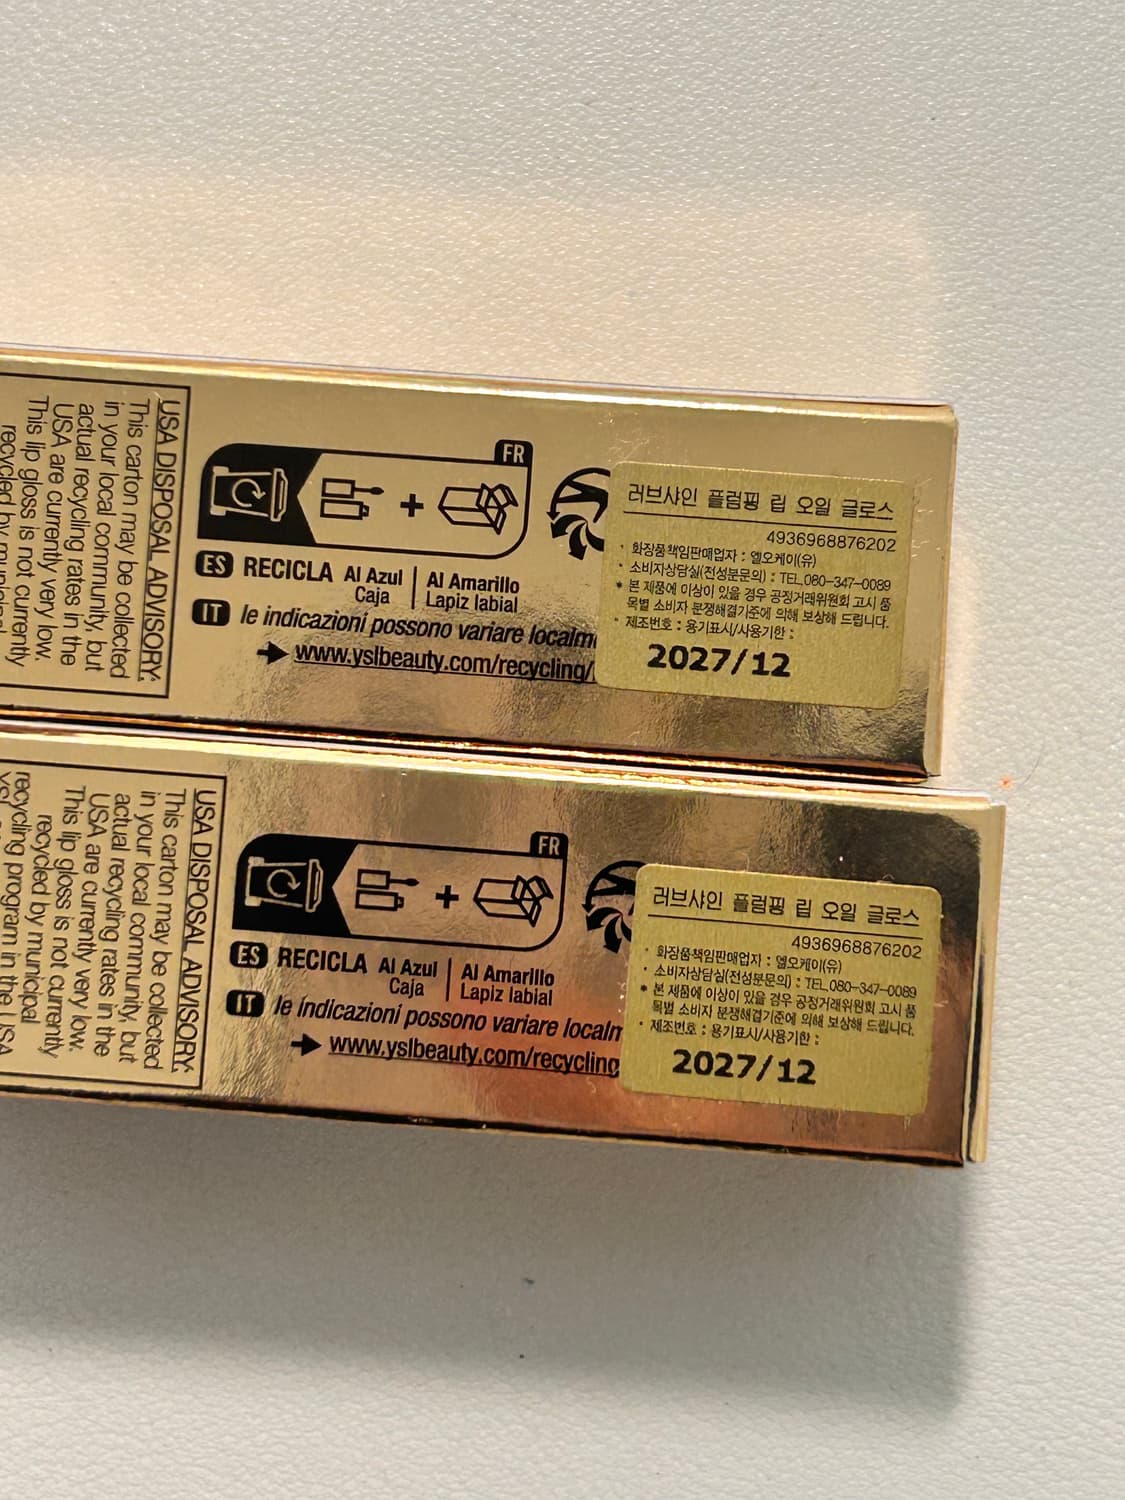 USA DISPOSAL ADVISORY:
This carton may be collected
in your local community, but
actual recycling rates in the
USA are currently very low.
This lip gloss is not currently
recycled by municipal
FR
+
ES RECICLA Al Azul Caja | Al Amarillo Lapiz labial
IT le indicazioni possono variare localm
www.yslbeauty.com/recycling/
러브샤인 플럼핑 립 오일 글로스
4936968876202
· 화장품책임판매업자 : 엘오케이(유)
· 소비자상담실(전성분문의) : TEL.080-347-0089
* 본 제품에 이상이 있을 경우 공정거래위원회 고시 품
목별 소비자 분쟁해결기준에 의해 보상해 드립니다.
· 제조번호 : 용기표시/사용기한 :
2027/12
USA DISPOSAL ADVISORY:
This carton may be collected
in your local community, but
actual recycling rates in the
USA are currently very low.
This lip gloss is not currently
recycled by municipal
recycling program in the USA
FR
+
ES RECICLA Al Azul Caja | Al Amarillo Lapiz labial
IT le indicazioni possono variare localm
www.yslbeauty.com/recycling
러브샤인 플럼핑 립 오일 글로스
4936968876202
· 화장품책임판매업자 : 엘오케이(유)
· 소비자상담실(전성분문의) : TEL.080-347-0089
* 본 제품에 이상이 있을 경우 공정거래위원회 고시 품
목별 소비자 분쟁해결기준에 의해 보상해 드립니다.
· 제조번호 : 용기표시/사용기한 :
2027/12